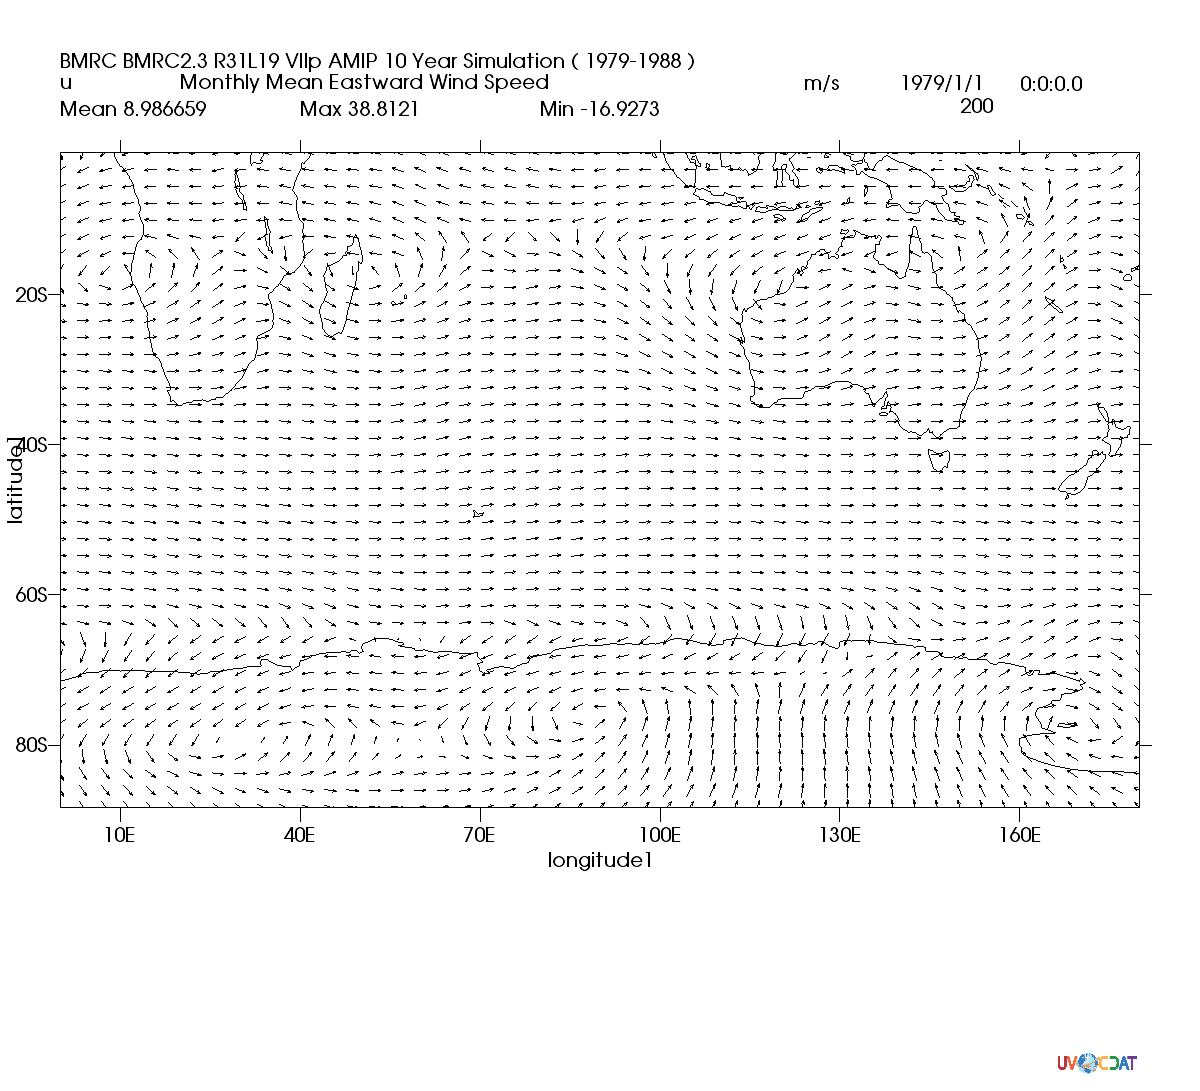 BMRC BMRC2.3 R31L19 VIIp AMIP 10 Year Simulation ( 1979-1988 )
u Monthly Mean Eastward Wind Speed m/s 1979/1/1 0:0:0.0
Mean 8.986659 Max 38.8121 Min -16.9273 200
20S
40S
60S
80S
latitude1
10E 40E 70E 100E 130E 160E
longitude1
UV CDAT